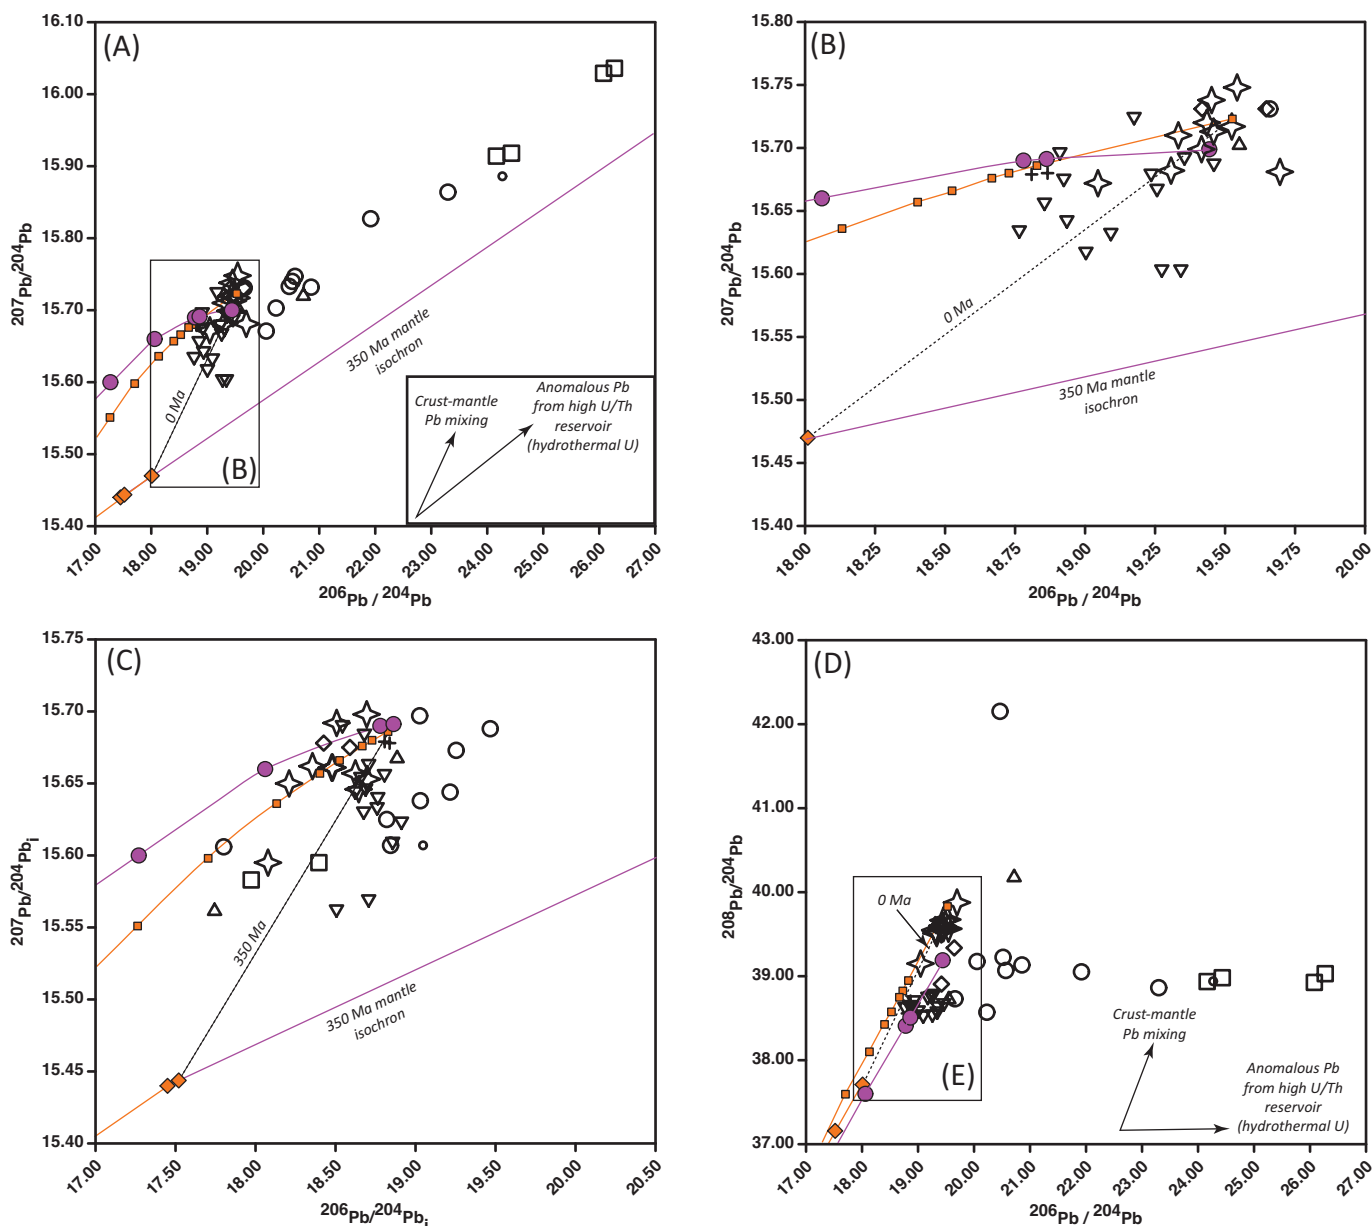 (A)
16.10
16.00
15.90
15.80
15.70
15.60
15.50
15.40
207Pb/204Pb
17.00 18.00 19.00 20.00 21.00 22.00 23.00 24.00 25.00 26.00 27.00
206Pb / 204Pb
0 Ma
(B)
350 Ma mantle
isochron
Crust-mantle
Pb mixing
Anomalous Pb
from high U/Th
reservoir
(hydrothermal U)
(B)
15.80
15.75
15.70
15.65
15.60
15.55
15.50
15.47
15.45
15.40
207Pb/204Pb
18.00 18.25 18.50 18.75 19.00 19.25 19.50 19.75 20.00
206Pb / 204Pb
0 Ma
350 Ma mantle
isochron
(C)
15.75
15.70
15.65
15.60
15.55
15.50
15.44
15.40
207Pb/204Pbi
17.00 17.50 18.00 18.50 19.00 19.50 20.00 20.50
206Pb/204Pbi
350 Ma
350 Ma mantle
isochron
(D)
43.00
42.00
41.00
40.00
39.00
38.00
37.00
208Pb/204Pb
17.00 18.00 19.00 20.00 21.00 22.00 23.00 24.00 25.00 26.00 27.00
206Pb / 204Pb
0 Ma
(E)
Crust-mantle
Pb mixing
Anomalous Pb
from high U/Th
reservoir
(hydrothermal U)